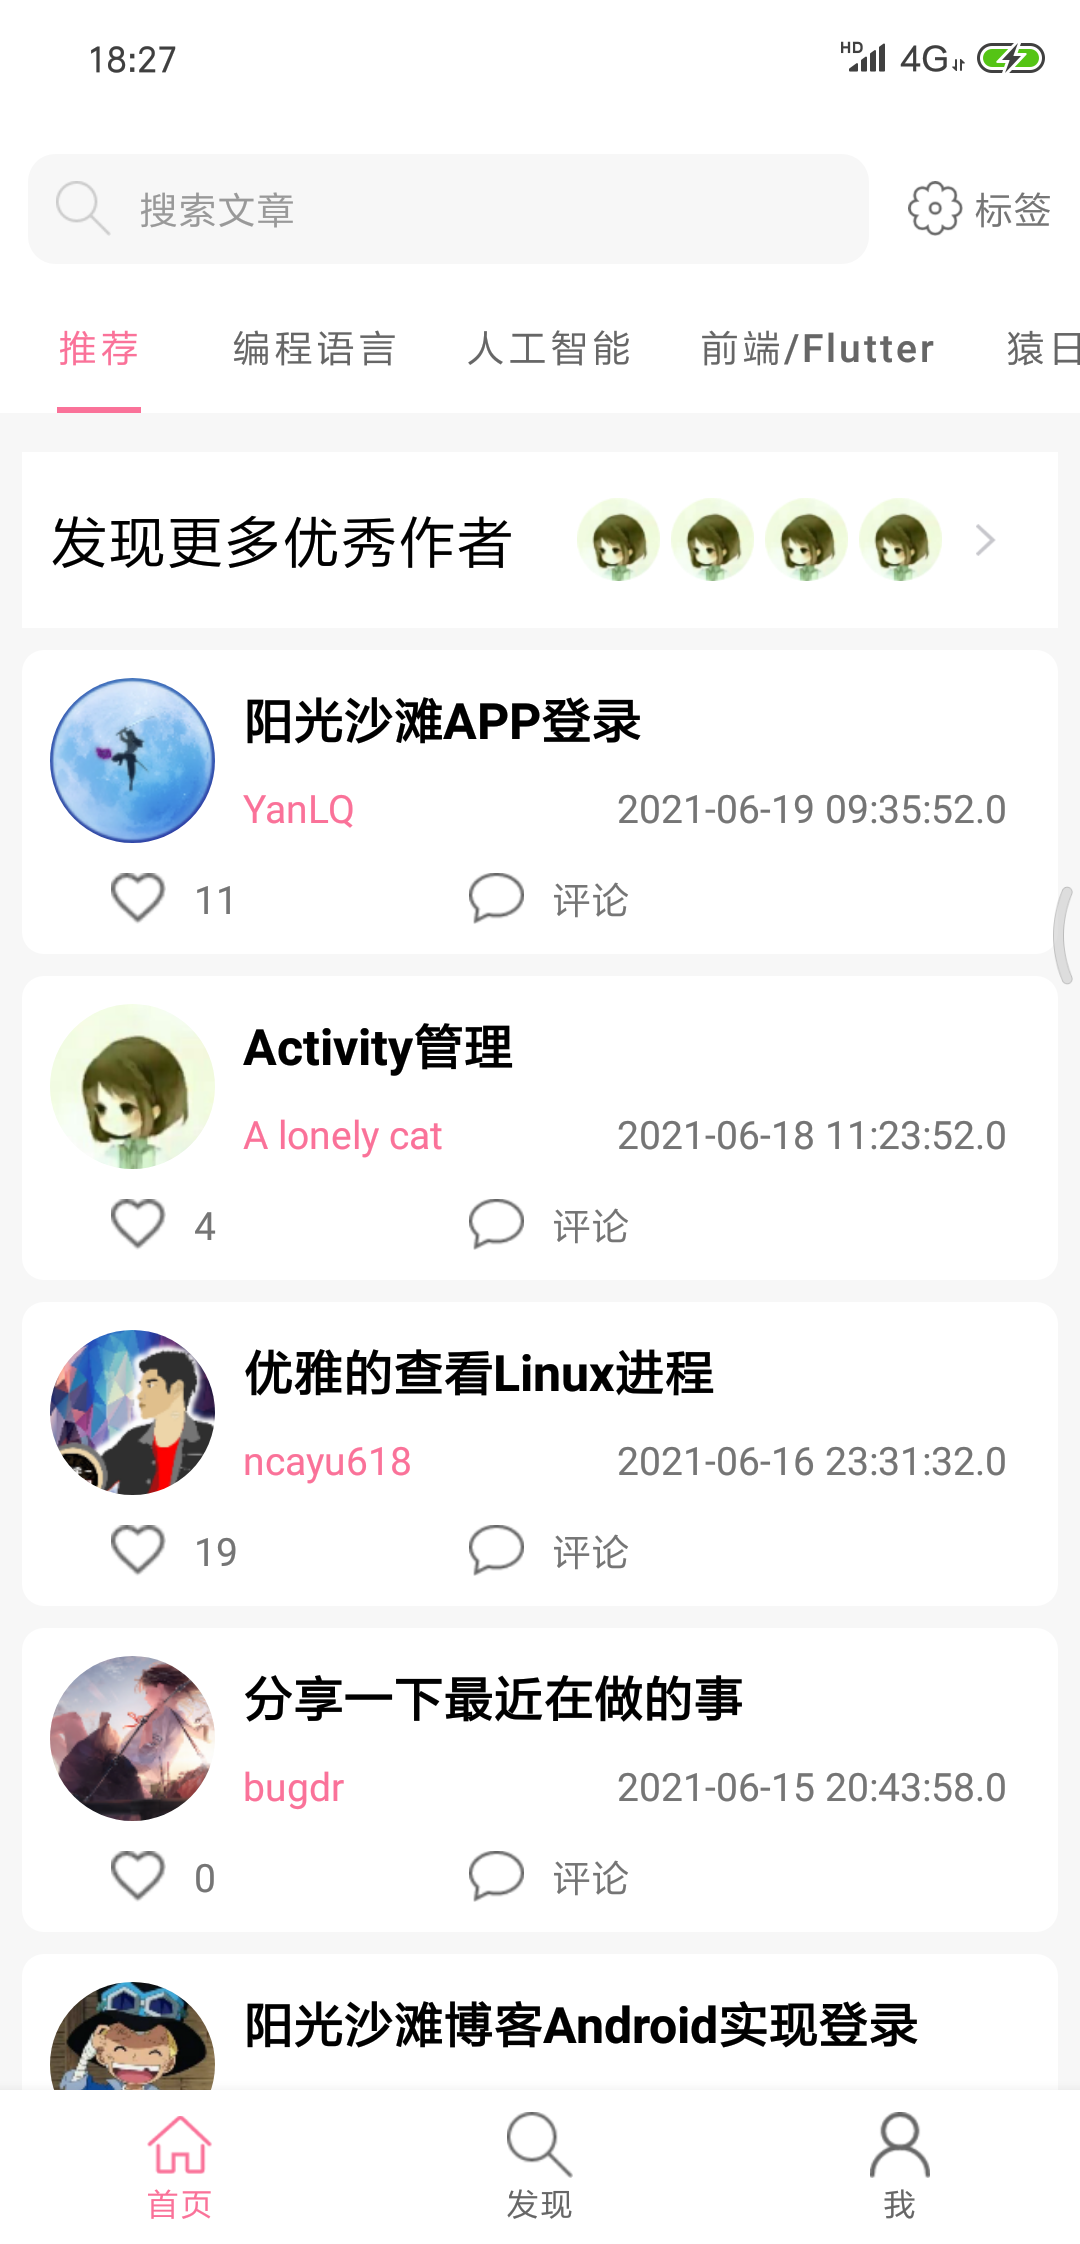 18:27
HD 4G
搜索文章
标签
推荐 编程语言 人工智能 前端/Flutter 猿日
发现更多优秀作者
阳光沙滩APP登录
YanLQ 2021-06-19 09:35:52.0
11 评论
Activity管理
A lonely cat 2021-06-18 11:23:52.0
4 评论
优雅的查看Linux进程
ncayu618 2021-06-16 23:31:32.0
19 评论
分享一下最近在做的事
bugdr 2021-06-15 20:43:58.0
0 评论
阳光沙滩博客Android实现登录
首页 发现 我